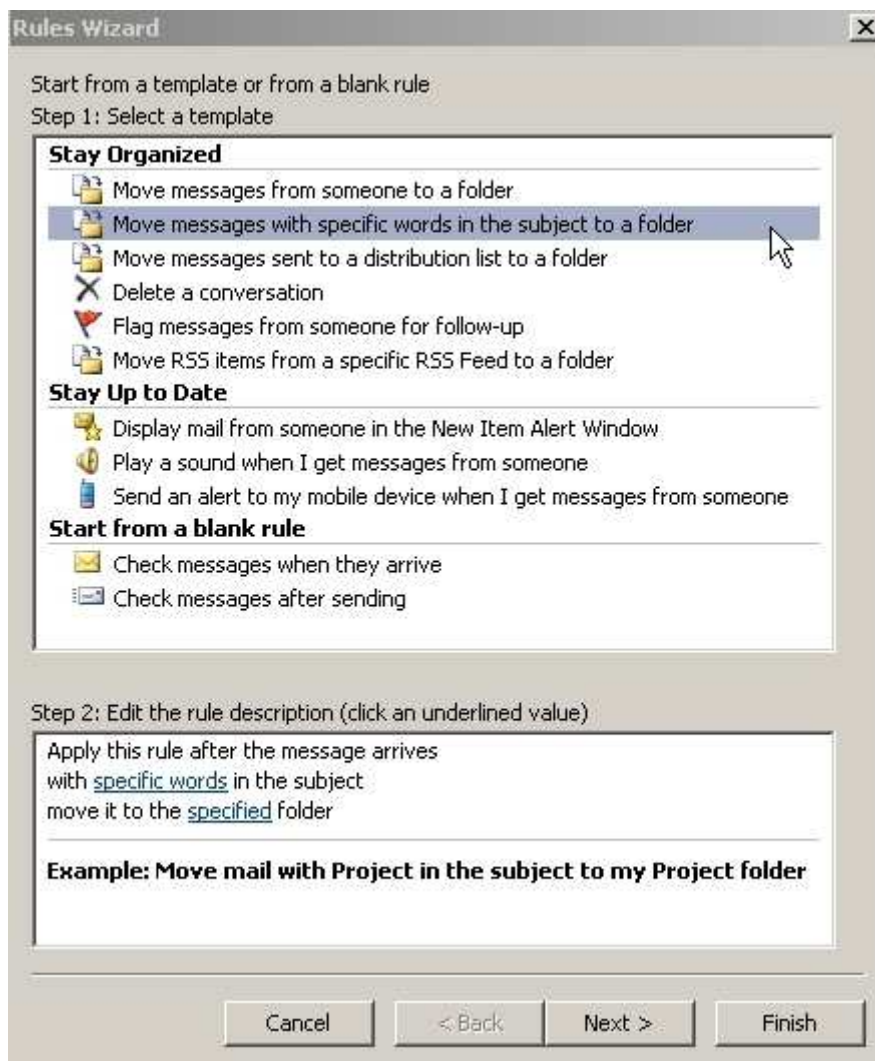 Rules Wizard
Start from a template or from a blank rule
Step 1: Select a template
Stay Organized
Move messages from someone to a folder
Move messages with specific words in the subject to a folder
Move messages sent to a distribution list to a folder
Delete a conversation
Flag messages from someone for follow-up
Move RSS items from a specific RSS Feed to a folder
Stay Up to Date
Display mail from someone in the New Item Alert Window
Play a sound when I get messages from someone
Send an alert to my mobile device when I get messages from someone
Start from a blank rule
Check messages when they arrive
Check messages after sending
Step 2: Edit the rule description (click an underlined value)
Apply this rule after the message arrives
with specific words in the subject
move it to the specified folder
Example: Move mail with Project in the subject to my Project folder
Cancel < Back Next > Finish